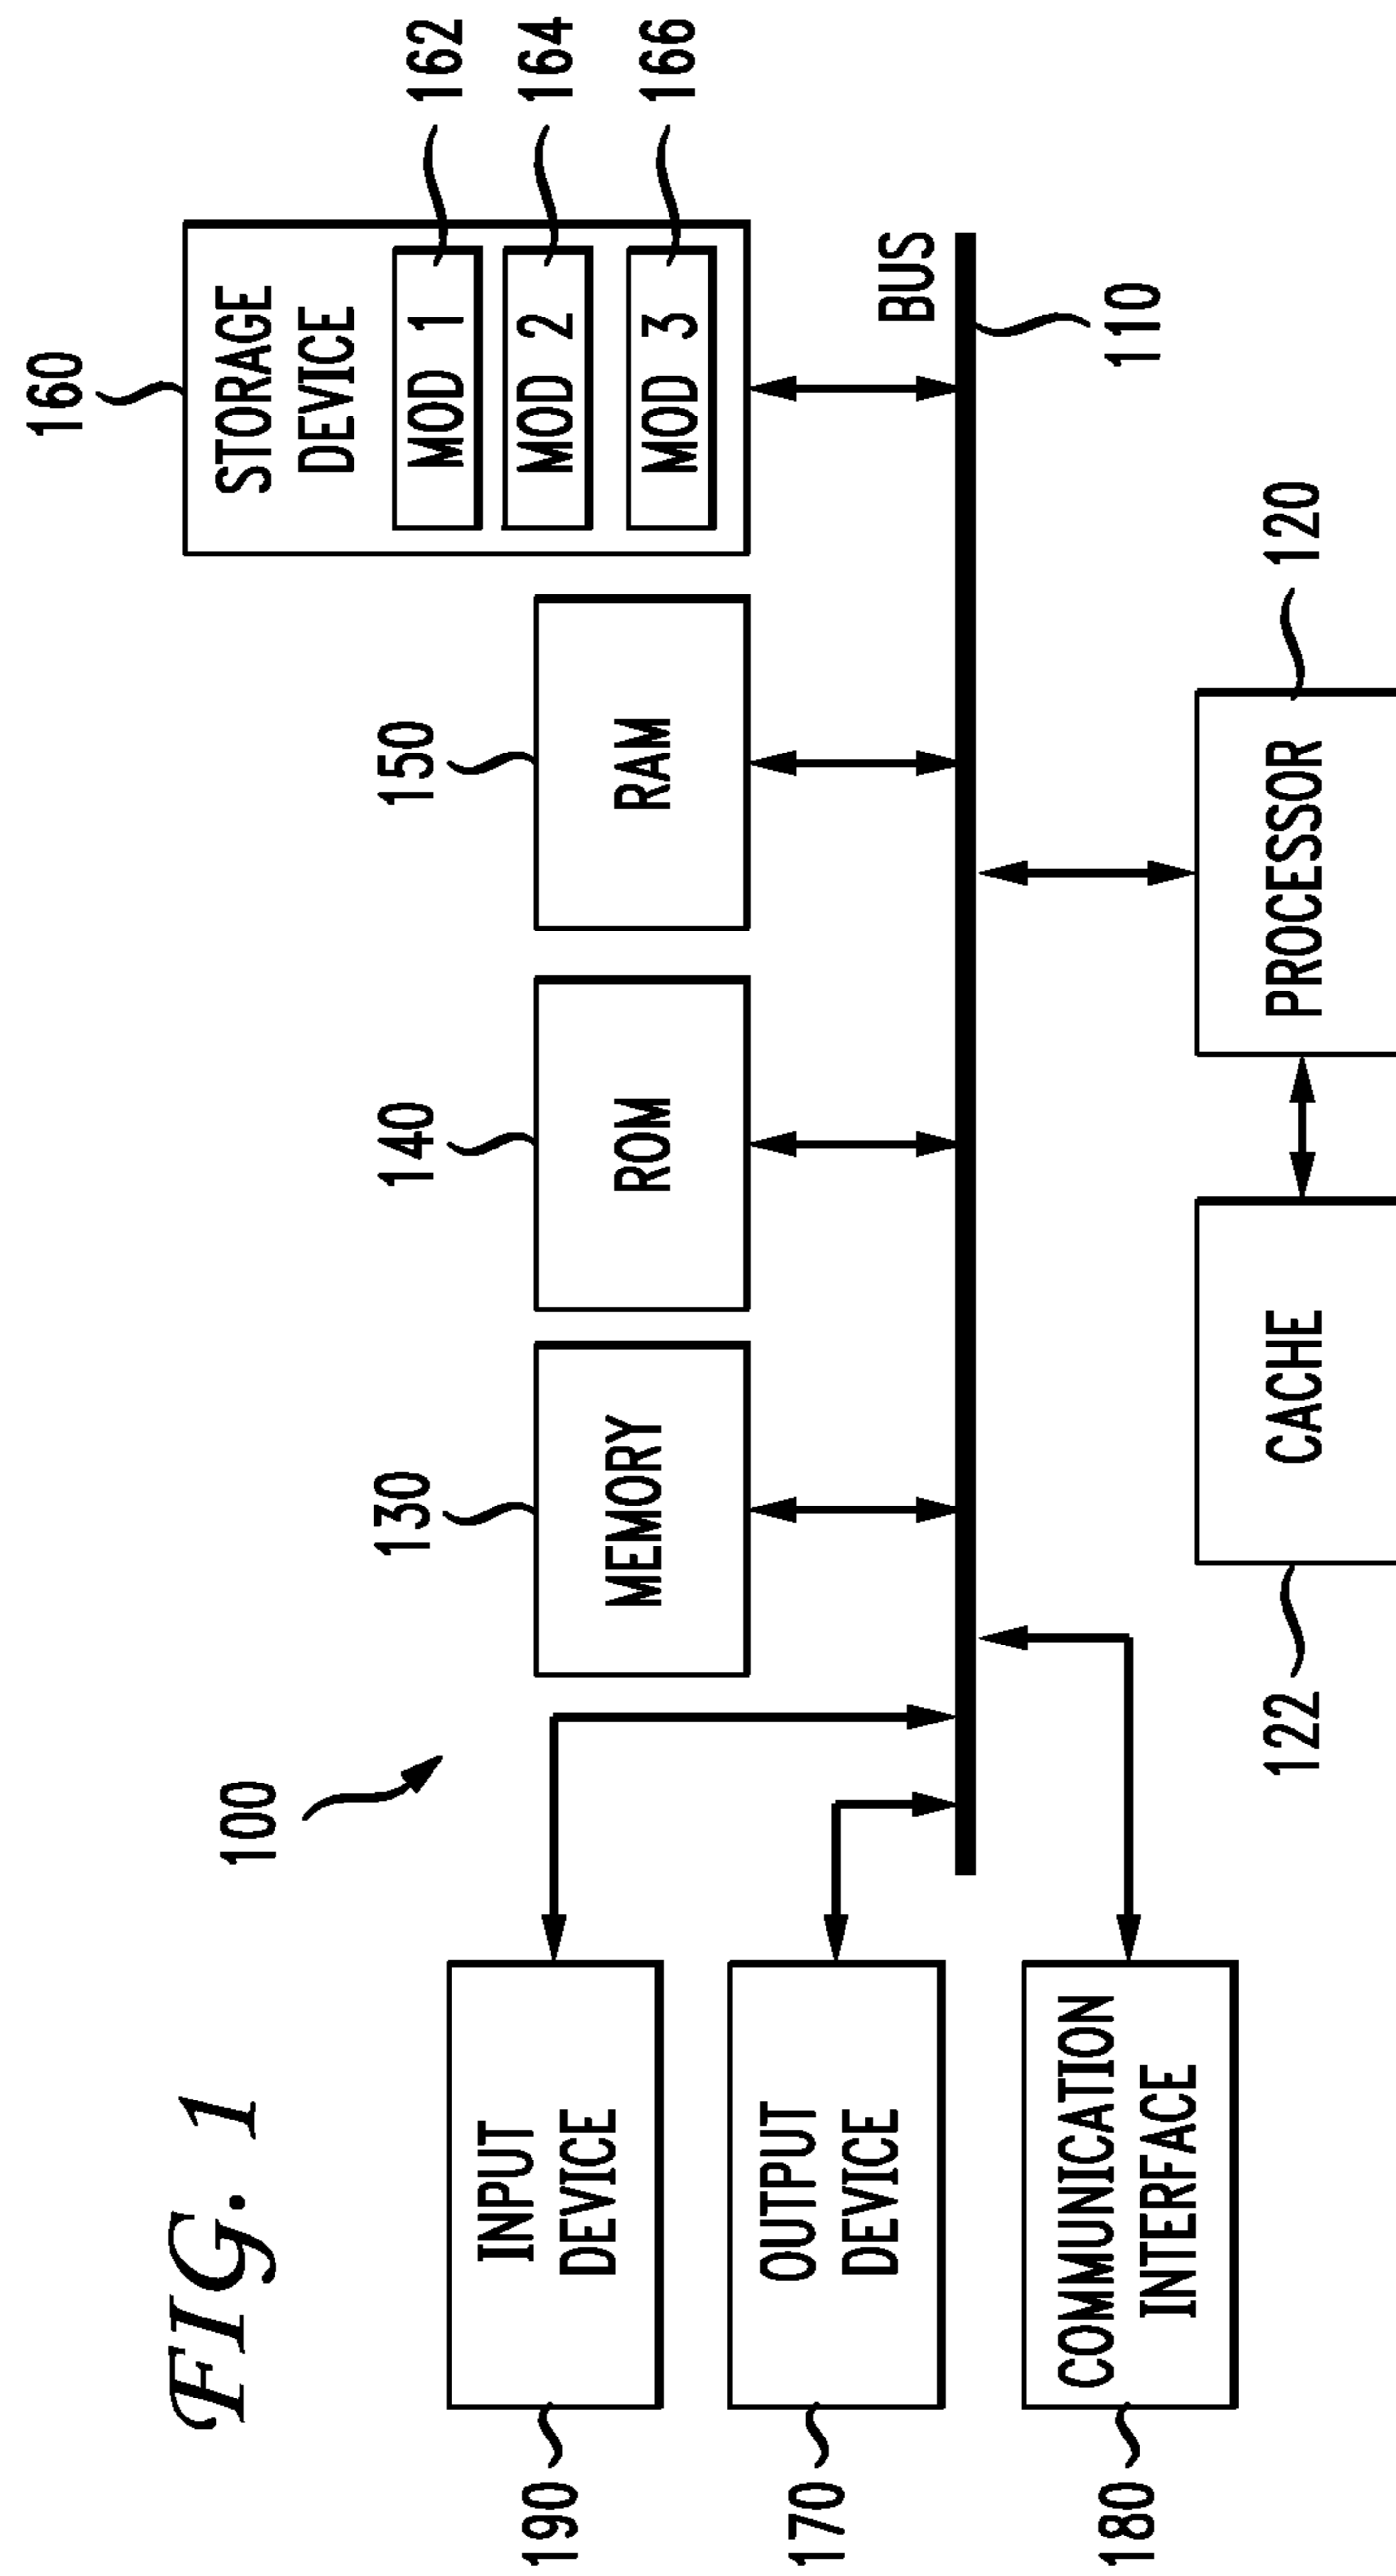 FIG. 1
100
160
STORAGE
DEVICE
MOD 1
MOD 2
MOD 3
162
164
166
130
140
150
MEMORY
ROM
RAM
190
INPUT
DEVICE
170
OUTPUT
DEVICE
BUS
110
180
COMMUNICATION
INTERFACE
122
CACHE
PROCESSOR
120